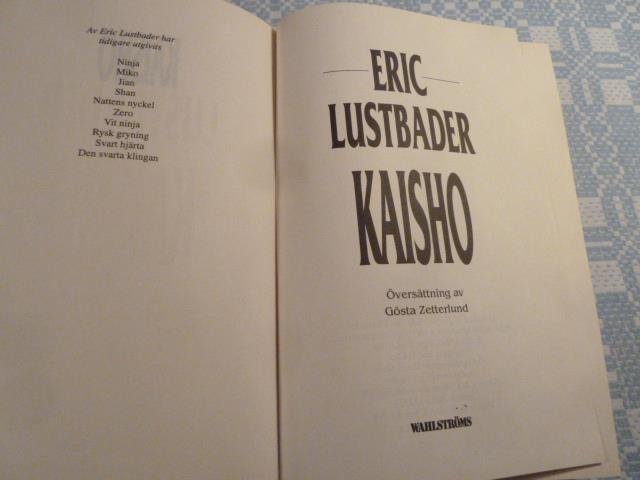 Av Eric Lustbader har
tidigare utgivits
Ninja
Miko
Jian
Shan
Nattens nyckel
Zero
Vit ninja
Rysk gryning
Svart hjärta
Den svarta klingan
ERIC
LUSTBADER
KAISHO
Översättning av
Gösta Zetterlund
WAHLSTRÖMS